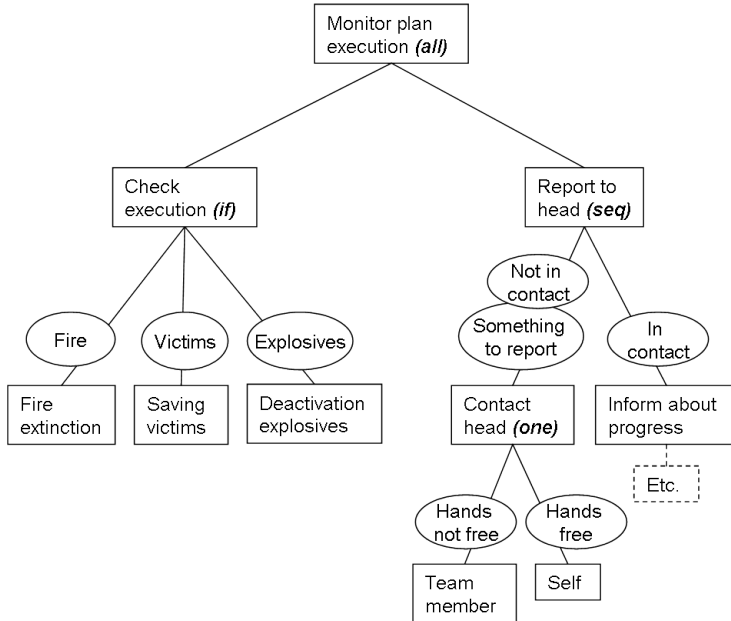 Monitor plan
execution (all)
Check
execution (if)
Report to
head (seq)
Not in
contact
Something
to report
In
contact
Fire
Victims
Explosives
Fire
extinction
Saving
victims
Deactivation
explosives
Contact
head (one)
Inform about
progress
Etc.
Hands
not free
Hands
free
Team
member
Self